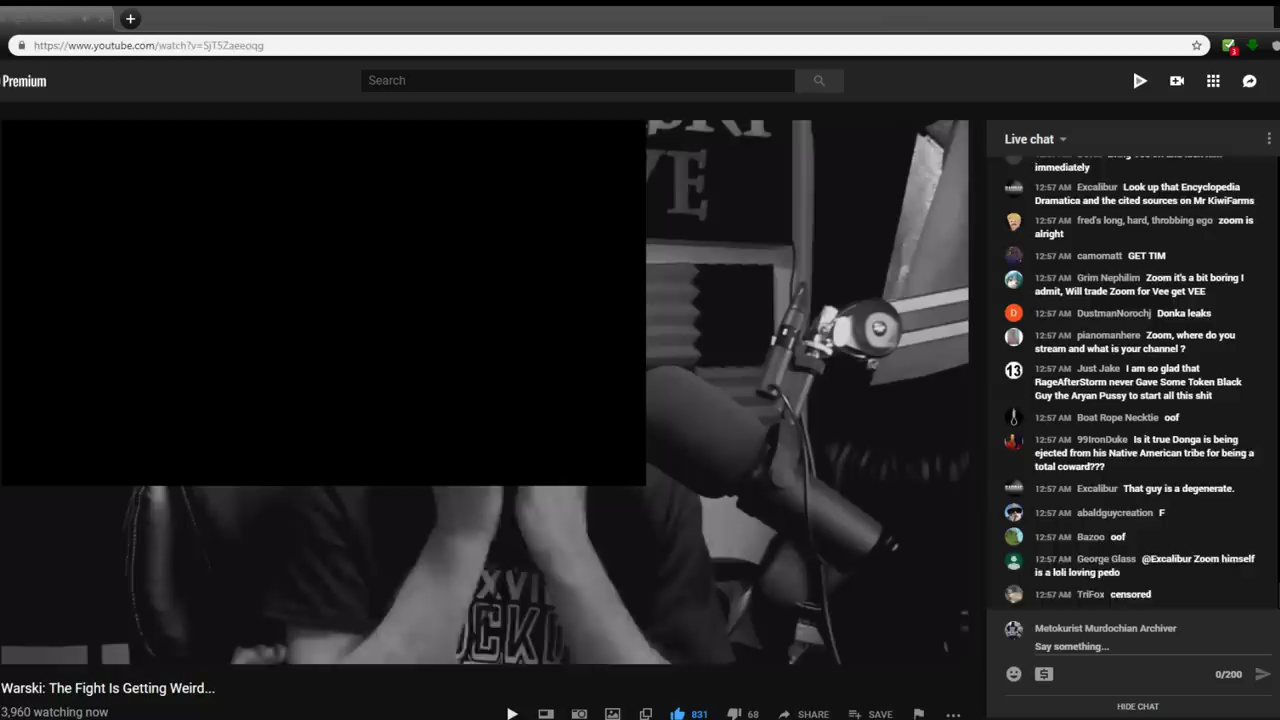 https://www.youtube.com/watch?v=SjT5Zaeeoqg
3
Premium
Search
VE
Live chat
immediately
12:57 AM Excalibur Look up that Encyclopedia
Dramatica and the cited sources on Mr KiwiFarms
12:57 AM fred's long, hard, throbbing ego zoom is
alright
12:57 AM camomatt GET TIM
12:57 AM Grim Nephilim Zoom it's a bit boring I
admit, Will trade Zoom for Vee get VEE
D
12:57 AM DustmanNorochj Donka leaks
12:57 AM pianomanhere Zoom, where do you
stream and what is your channel ?
13
12:57 AM Just Jake I am so glad that
RageAfterStorm never Gave Some Token Black
Guy the Aryan Pussy to start all this shit
12:57 AM Boat Rope Necktie oof
12:57 AM 99IronDuke Is it true Donga is being
ejected from his Native American tribe for being a
total coward???
12:57 AM Excalibur That guy is a degenerate.
12:57 AM abaldguycreation F
12:57 AM Bazoo oof
12:57 AM George Glass @Excalibur Zoom himself
is a loli loving pedo
12:57 AM TriFox censored
Metokurist Murdochian Archiver
Say something...
0/200
HIDE CHAT
XVII
Warski: The Fight Is Getting Weird...
3,960 watching now
831
68
SHARE
SAVE